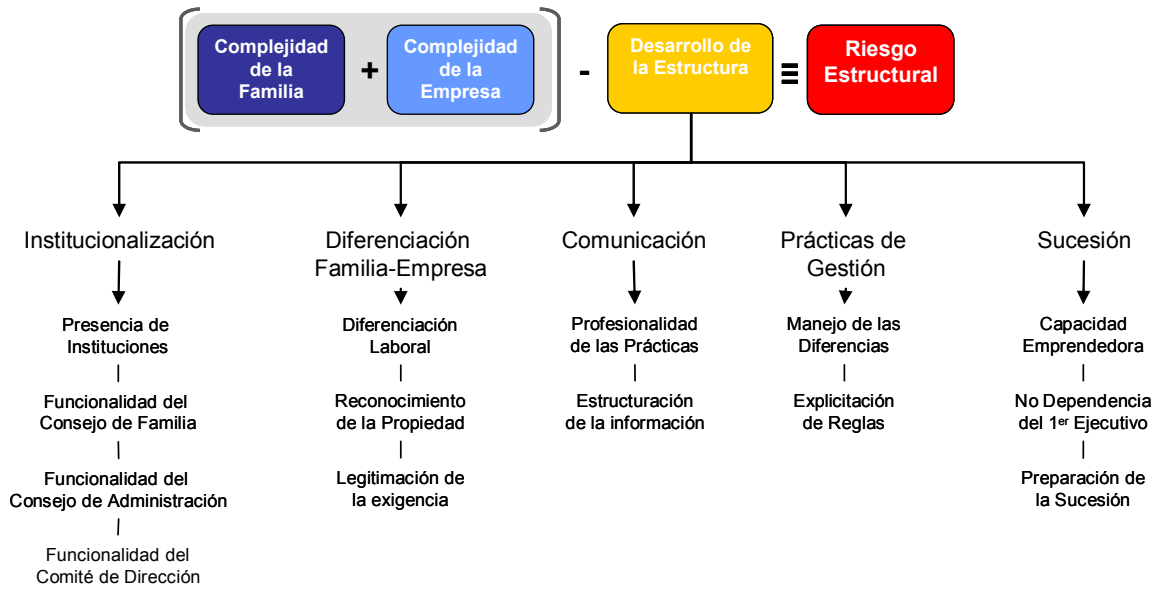 Complejidad
de la
Familia
+
Complejidad
de la
Empresa
-
Desarrollo de
la Estructura
≡
Riesgo
Estructural
Institucionalización
Presencia de
Instituciones
Funcionalidad del
Consejo de Familia
Funcionalidad del
Consejo de Administración
Funcionalidad del
Comité de Dirección
Diferenciación
Familia-Empresa
Diferenciación
Laboral
Reconocimiento
de la Propiedad
Legitimación de
la exigencia
Comunicación
Profesionalidad
de las Prácticas
Estructuración
de la información
Prácticas de
Gestión
Manejo de las
Diferencias
Explicitación
de Reglas
Sucesión
Capacidad
Emprendedora
No Dependencia
del 1er Ejecutivo
Preparación de
la Sucesión